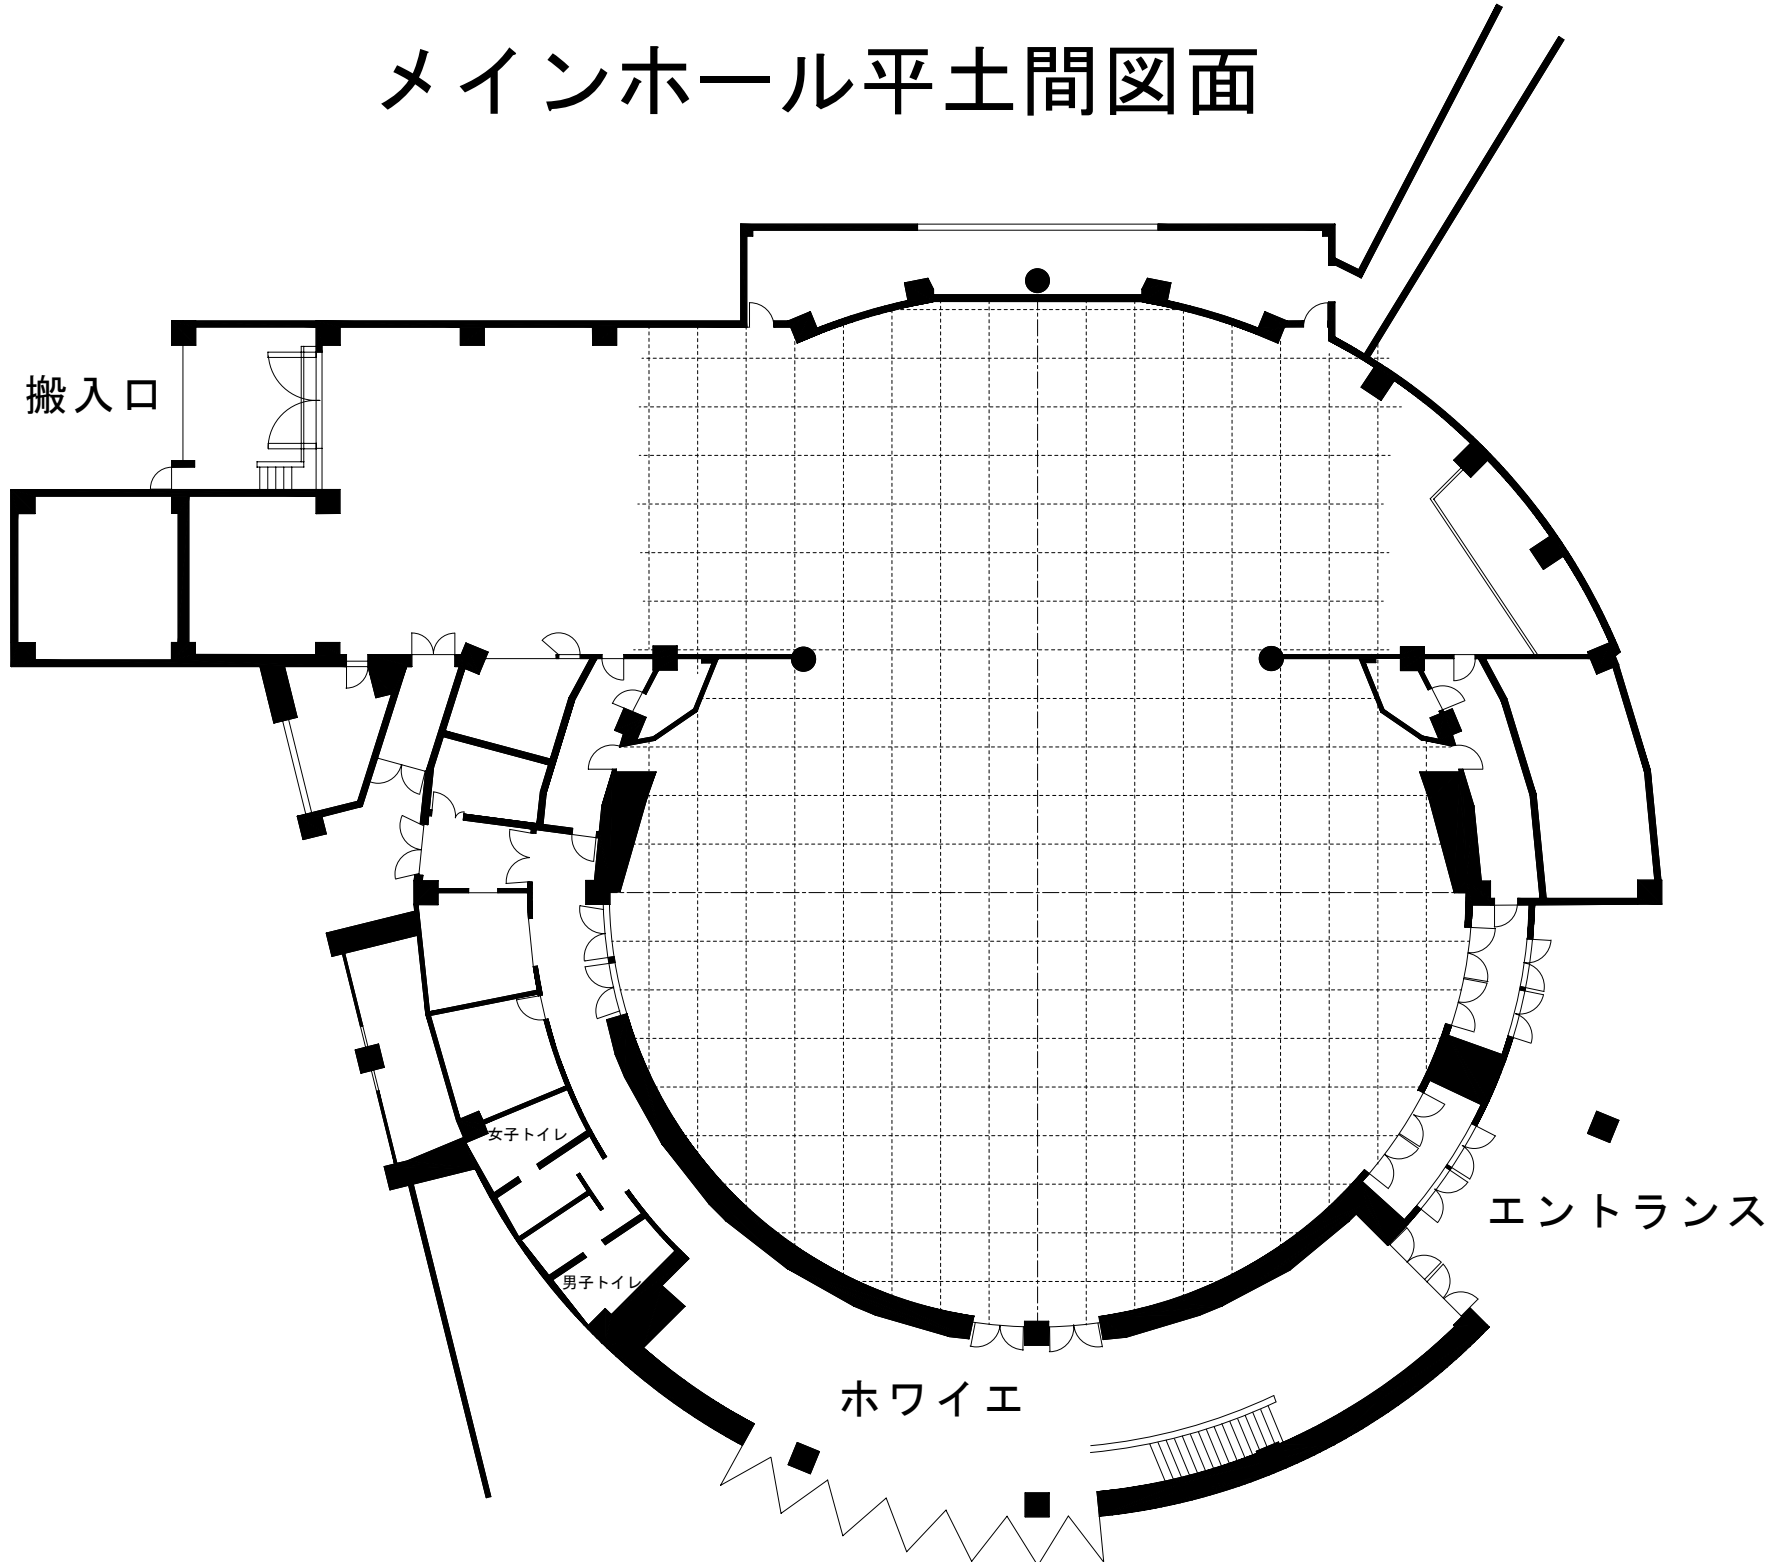 メインホール平土間図面
搬入口
女子トイレ
エントランス
男子トイレ
ホワイエ